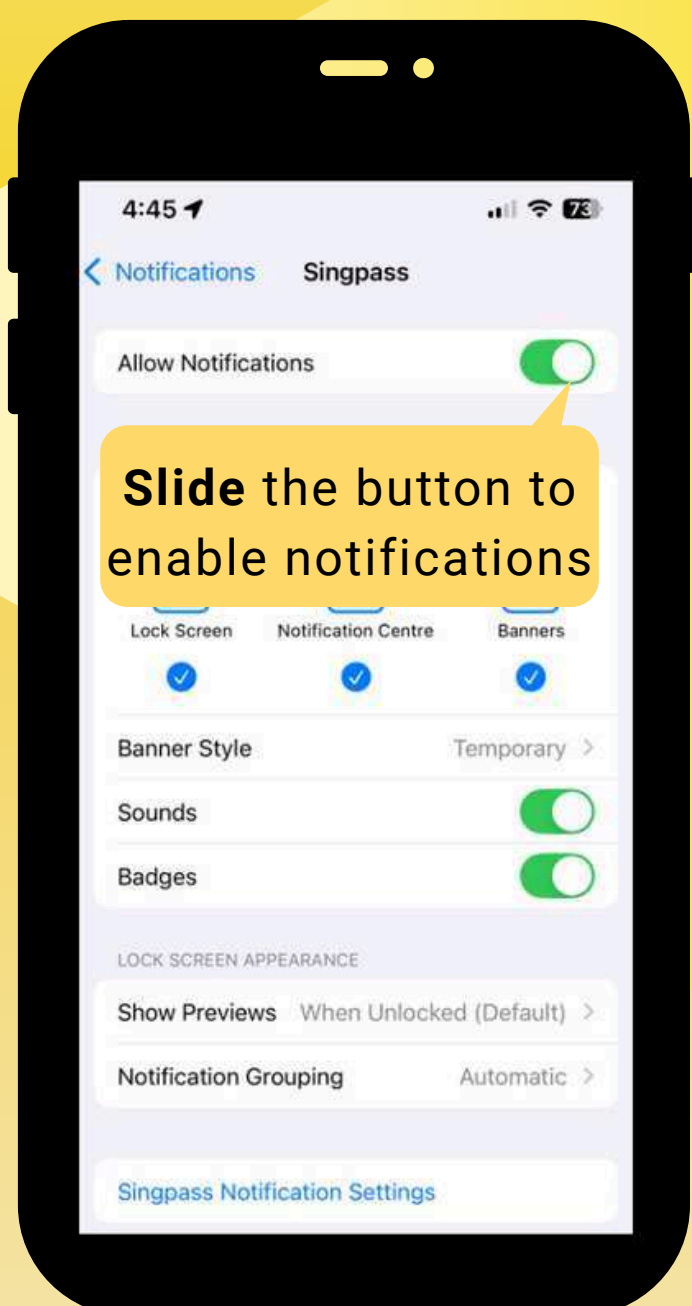 4:45
73
Notifications Singpass
Allow Notifications
Slide the button to
enable notifications
Lock Screen Notification Centre Banners
Banner Style Temporary
Sounds
Badges
LOCK SCREEN APPEARANCE
Show Previews When Unlocked (Default)
Notification Grouping Automatic
Singpass Notification Settings